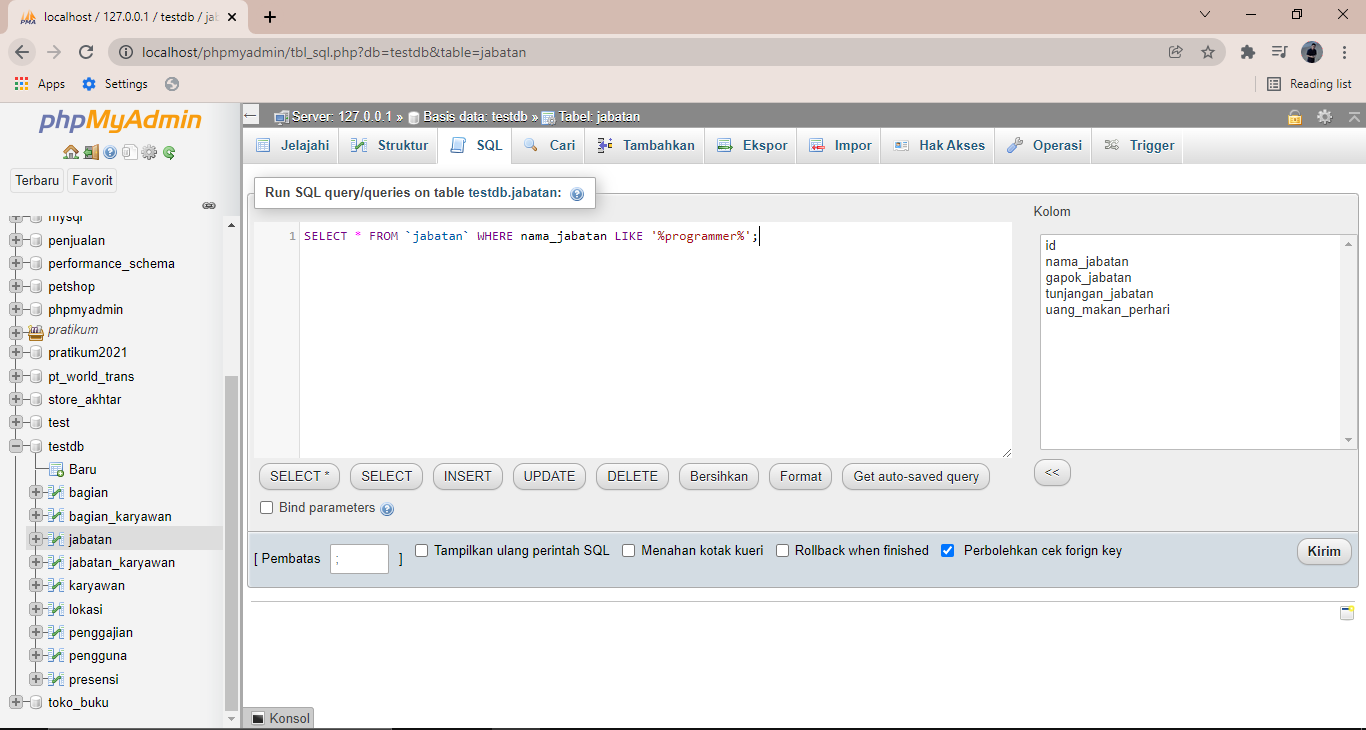 localhost / 127.0.0.1 / testdb / jab
localhost/phpmyadmin/tbl_sql.php?db=testdb&table=jabatan
Apps Settings Reading list
phpMyAdmin
Terbaru Favorit
mysql
penjualan
performance_schema
petshop
phpmyadmin
pratikum
pratikum2021
pt_world_trans
store_akhtar
test
testdb
Baru
bagian
bagian_karyawan
jabatan
jabatan_karyawan
karyawan
lokasi
penggajian
pengguna
presensi
toko_buku
Server: 127.0.0.1 » Basis data: testdb » Tabel: jabatan
Jelajahi Struktur SQL Cari Tambahkan Ekspor Impor Hak Akses Operasi Trigger
Run SQL query/queries on table testdb.jabatan:
1 SELECT * FROM `jabatan` WHERE nama_jabatan LIKE '%programmer%';
Kolom
id
nama_jabatan
gapok_jabatan
tunjangan_jabatan
uang_makan_perhari
SELECT * SELECT INSERT UPDATE DELETE Bersihkan Format Get auto-saved query <<
Bind parameters
[ Pembatas ; ] Tampilkan ulang perintah SQL Menahan kotak kueri Rollback when finished Perbolehkan cek forign key Kirim
Konsol